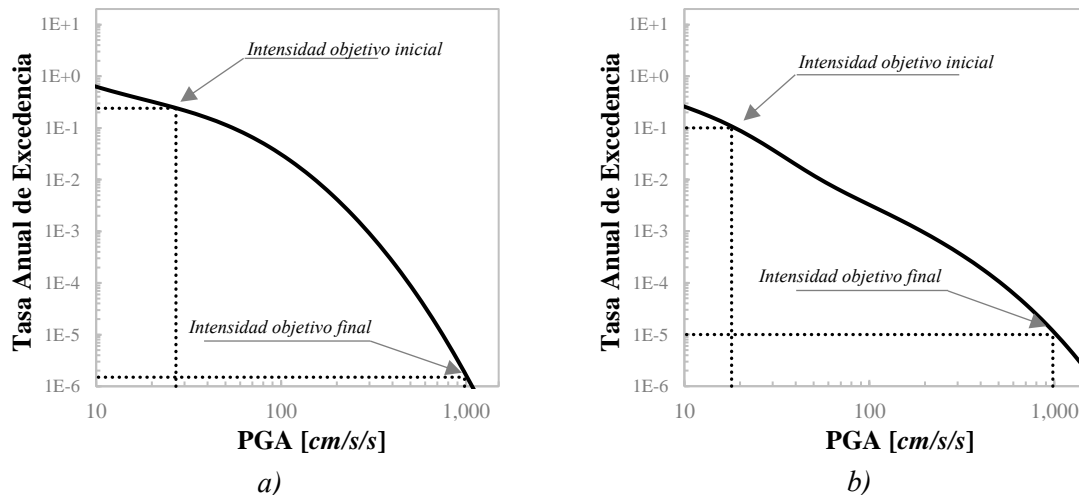 Tasa Anual de Excedencia
1E+1
1E+0
1E-1
1E-2
1E-3
1E-4
1E-5
1E-6
Intensidad objetivo inicial
Intensidad objetivo final
10
100
1,000
PGA [cm/s/s]
a)
Tasa Anual de Excedencia
1E+1
1E+0
1E-1
1E-2
1E-3
1E-4
1E-5
1E-6
Intensidad objetivo inicial
Intensidad objetivo final
10
100
1,000
PGA [cm/s/s]
b)